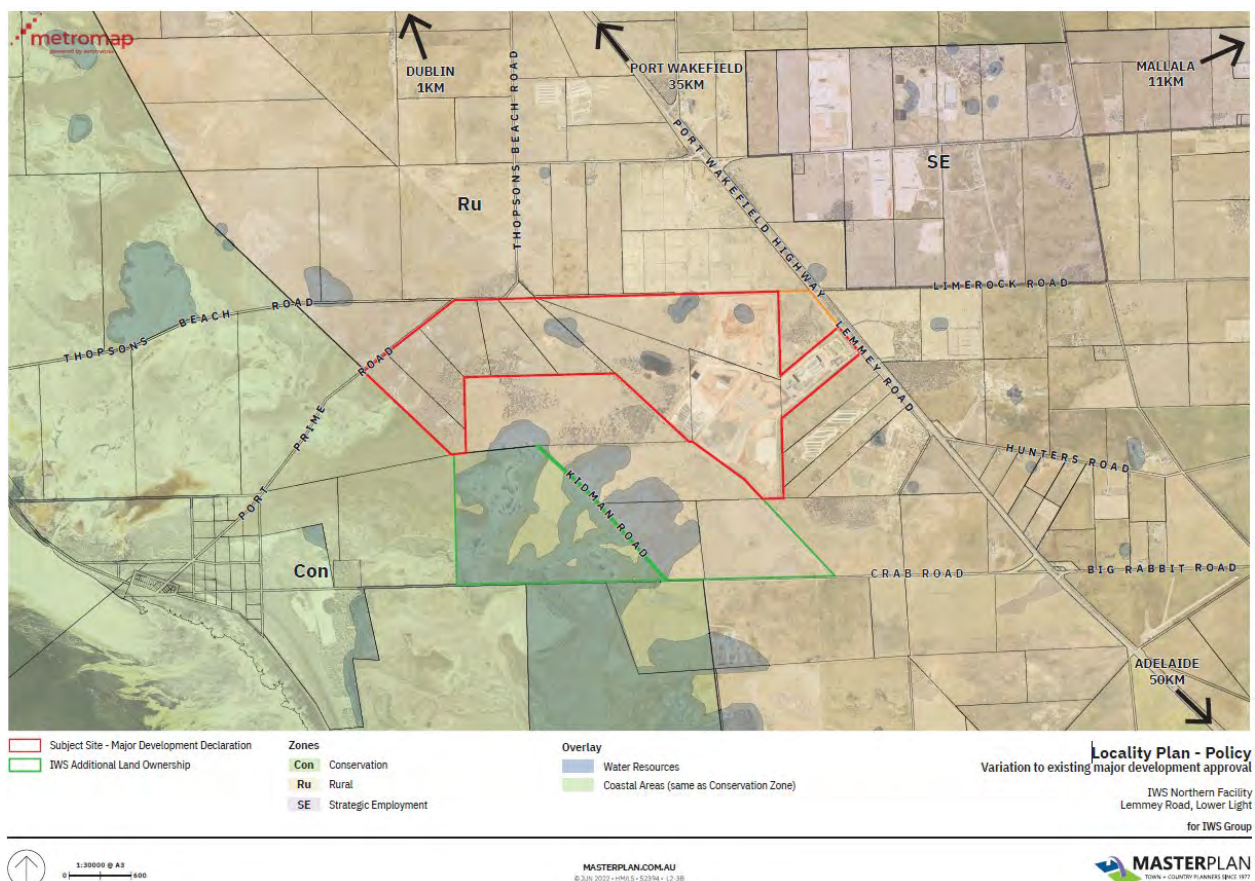 metromap
DUBLIN
1KM
THOPSONS BEACH ROAD
PORT WAKEFIELD
35KM
MALLALA
11KM
PORT WAKEFIELD HIGHWAY
SE
Ru
LIMEROCK ROAD
THOPSONS BEACH ROAD
LEMMEY ROAD
PORT PRIME ROAD
HUNTERS ROAD
KIDMAN ROAD
Con
CRAB ROAD
BIG RABBIT ROAD
ADELAIDE
50KM
Subject Site - Major Development Declaration
IWS Additional Land Ownership
Zones
Con Conservation
Ru Rural
SE Strategic Employment
Overlay
Water Resources
Coastal Areas (same as Conservation Zone)
Locality Plan - Policy
Variation to existing major development approval
IWS Northern Facility
Lemmey Road, Lower Light
for IWS Group
1:30000 @ A3
0 600
MASTERPLAN.COM.AU
MASTERPLAN
TOWN + COUNTRY PLANNERS SINCE 1977